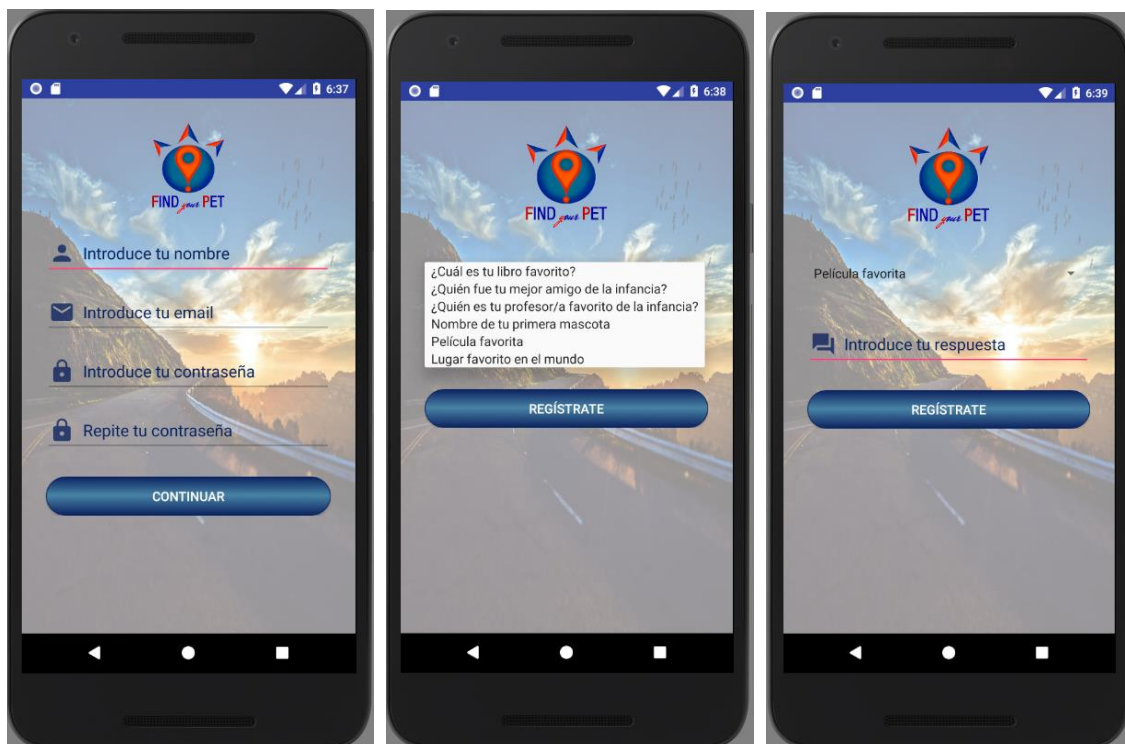 6:37
FIND your PET
Introduce tu nombre
Introduce tu email
Introduce tu contraseña
Repite tu contraseña
CONTINUAR
6:38
FIND your PET
¿Cuál es tu libro favorito?
¿Quién fue tu mejor amigo de la infancia?
¿Quién es tu profesor/a favorito de la infancia?
Nombre de tu primera mascota
Película favorita
Lugar favorito en el mundo
REGÍSTRATE
6:39
FIND your PET
Película favorita
Introduce tu respuesta
REGÍSTRATE